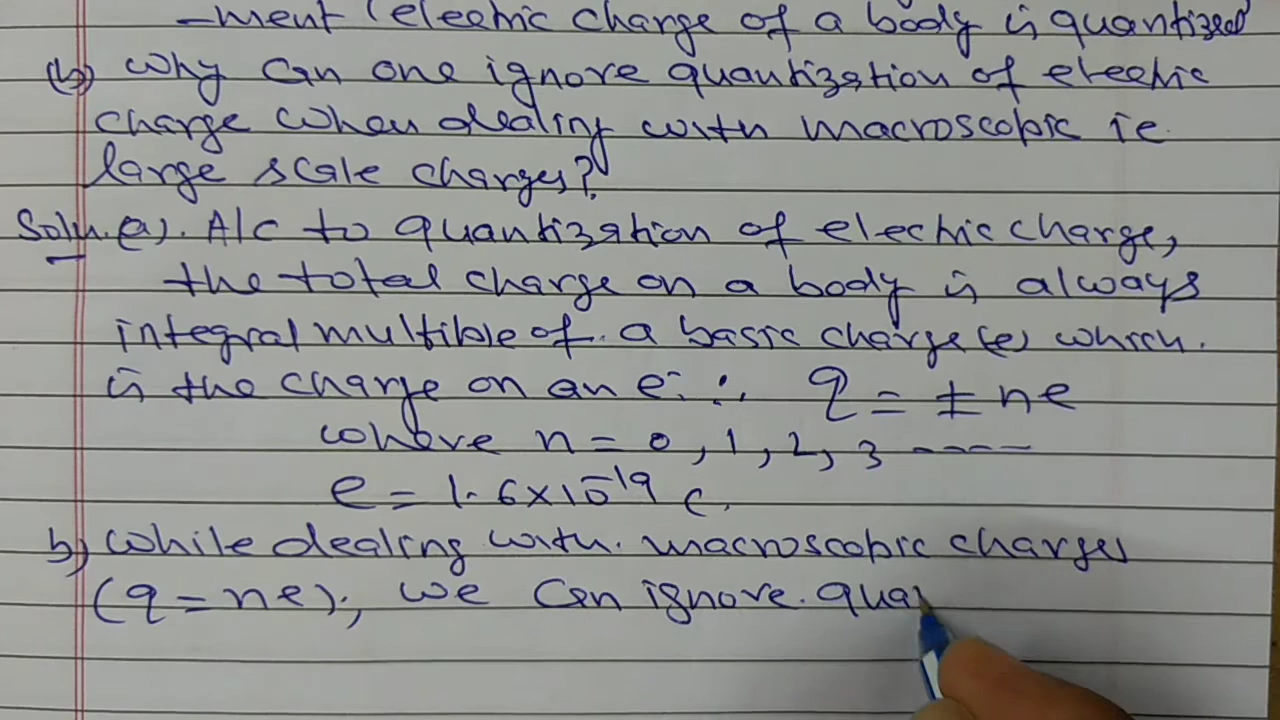 -ment (electric charge of a body is quantized
(b) Why can one ignore quantization of electric
charge when dealing with macroscopic ie.
large scale charges?
Soln. (a). A/c to quantization of electric charge,
the total charge on a body is always
integral multiple of a basic charge (e) which
is the charge on an e⁻. ∴ q = ± ne
where n = 0, 1, 2, 3 ----
e = 1.6×10⁻¹⁹ C.
b) While dealing with macroscopic charges
(q = ne), we can ignore qua